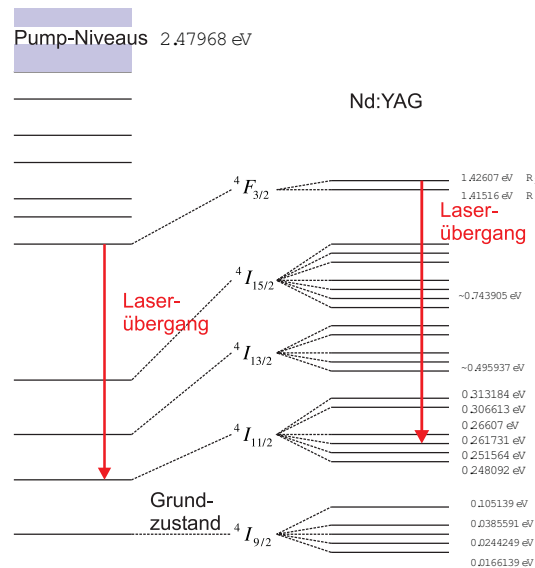 Pump-Niveaus 2.47968 eV
Nd:YAG
⁴F₃/₂
1.42607 eV R
1.41516 eV R
Laser-
übergang
Laser-
übergang
⁴I₁₅/₂
~0.743905 eV
⁴I₁₃/₂
~0.495937 eV
0.313184 eV
0.306613 eV
⁴I₁₁/₂
0.26607 eV
0.261731 eV
0.251564 eV
0.248092 eV
Grund-
zustand
⁴I₉/₂
0.105139 eV
0.0385591 eV
0.0244249 eV
0.0166139 eV